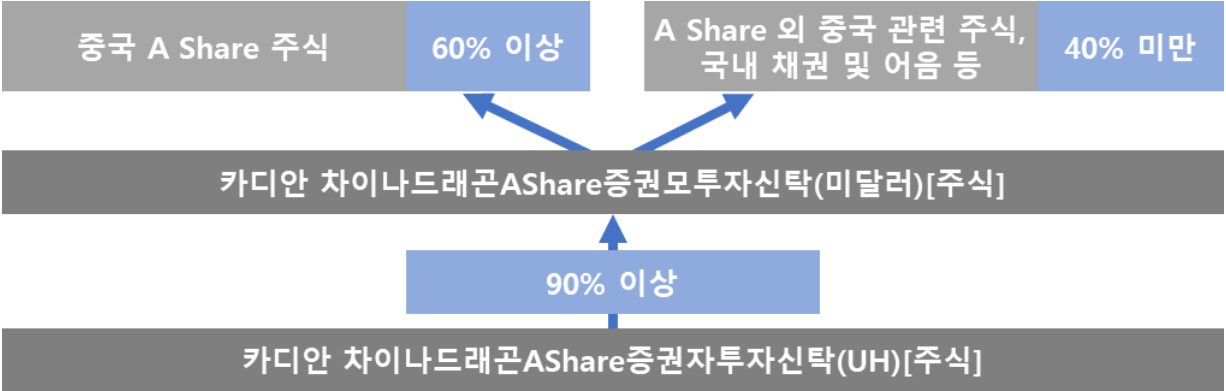 중국 A Share 주식
60% 이상
A Share 외 중국 관련 주식,
국내 채권 및 어음 등
40% 미만
카디안 차이나드래곤AShare증권모투자신탁(미달러)[주식]
90% 이상
카디안 차이나드래곤AShare증권자투자신탁(UH)[주식]